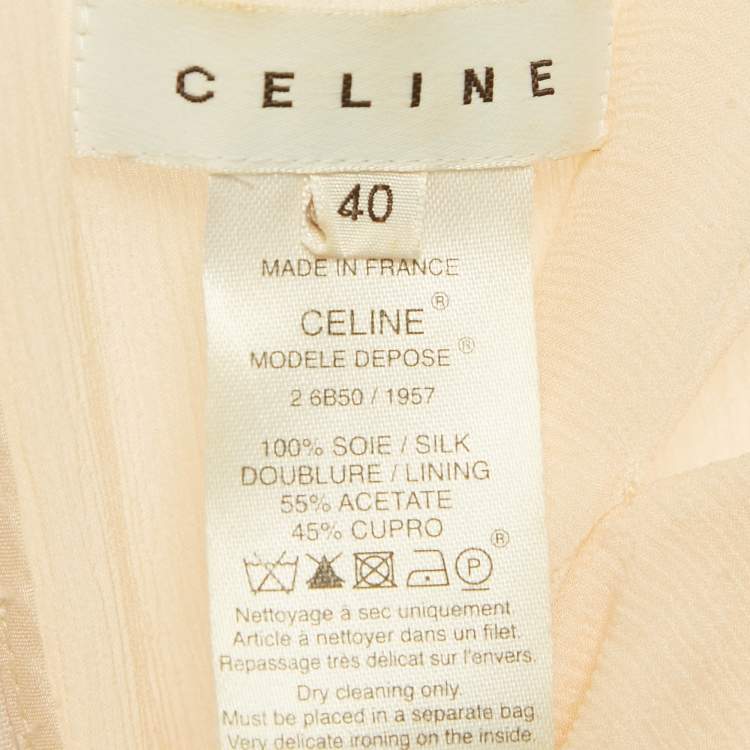 CELINE
40
MADE IN FRANCE
CELINE®
MODELE DEPOSE®
2 6B50 / 1957
100% SOIE / SILK
DOUBLURE / LINING
55% ACETATE
45% CUPRO
P ®
Nettoyage à sec uniquement.
Article à nettoyer dans un filet.
Repassage très délicat sur l'envers.
Dry cleaning only.
Must be placed in a separate bag
Very delicate ironing on the inside.